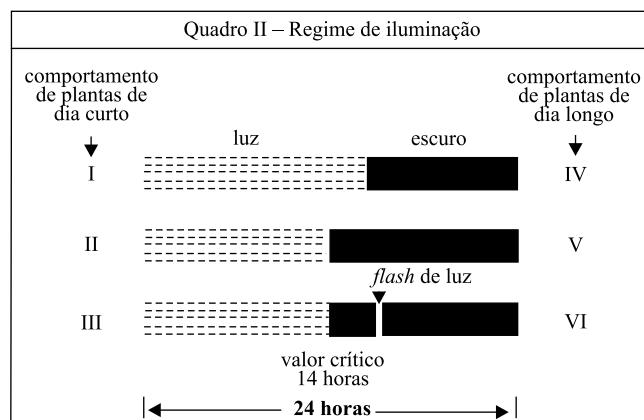 Quadro II – Regime de iluminação
comportamento
de plantas de
dia curto
comportamento
de plantas de
dia longo
luz escuro
I IV
II V
flash de luz
III VI
valor crítico
14 horas
24 horas